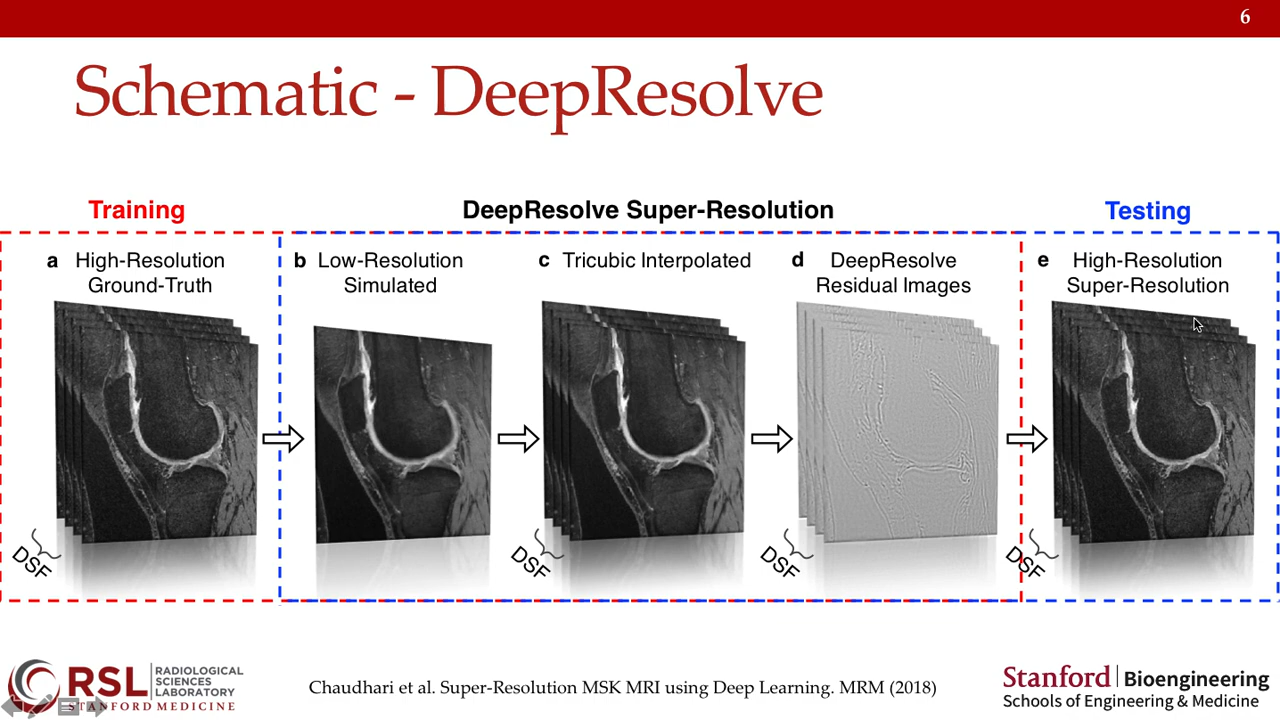 6
Schematic - DeepResolve
Training
DeepResolve Super-Resolution
Testing
a High-Resolution
Ground-Truth
b Low-Resolution
Simulated
c Tricubic Interpolated
d DeepResolve
Residual Images
e High-Resolution
Super-Resolution
DSF
DSF
DSF
DSF
RSL
RADIOLOGICAL
SCIENCES
LABORATORY
STANFORD MEDICINE
Chaudhari et al. Super-Resolution MSK MRI using Deep Learning. MRM (2018)
Stanford Bioengineering
Schools of Engineering & Medicine